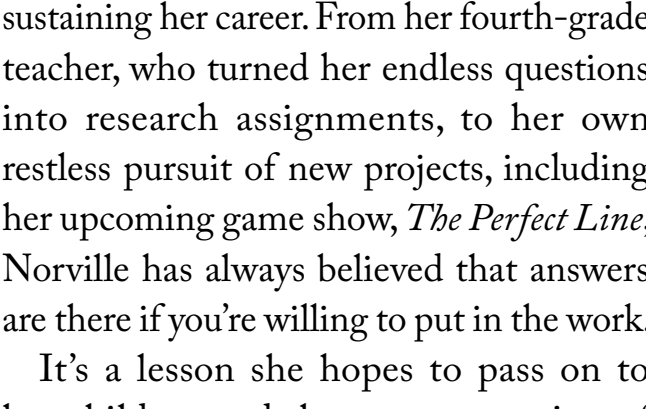 sustaining her career. From her fourth-grade
teacher, who turned her endless questions
into research assignments, to her own
restless pursuit of new projects, including
her upcoming game show, The Perfect Line,
Norville has always believed that answers
are there if you’re willing to put in the work.
It’s a lesson she hopes to pass on to